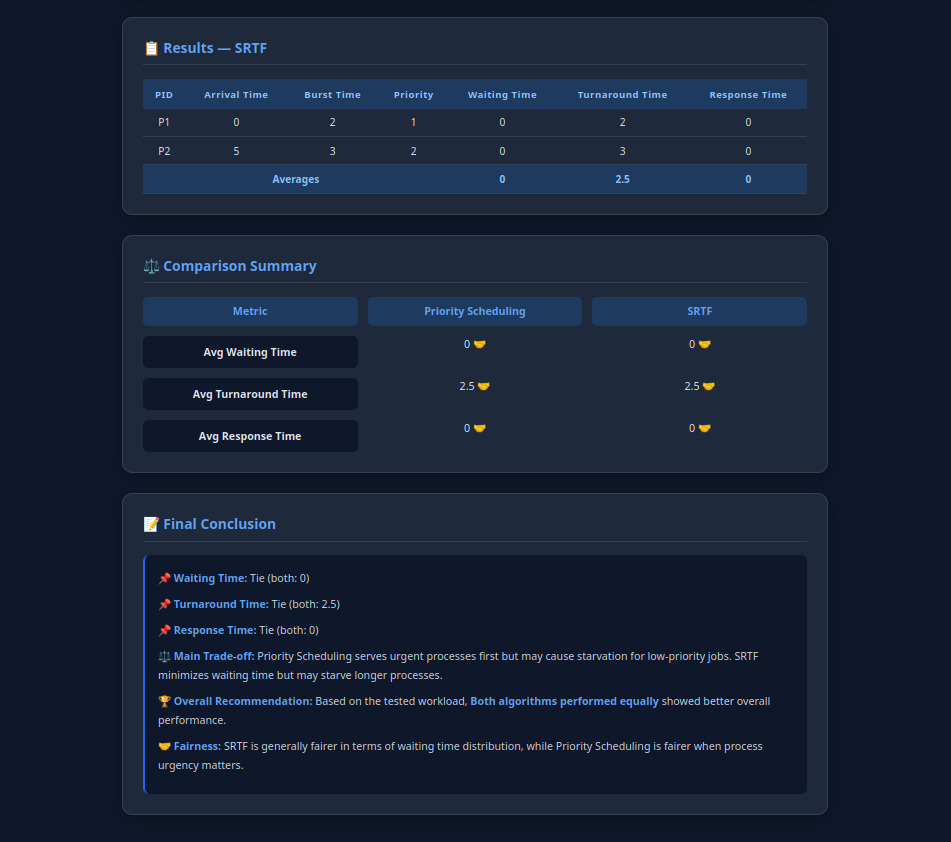 📋 Results — SRTF
PID Arrival Time Burst Time Priority Waiting Time Turnaround Time Response Time
P1 0 2 1 0 2 0
P2 5 3 2 0 3 0
Averages 0 2.5 0
⚖️ Comparison Summary
Metric Priority Scheduling SRTF
Avg Waiting Time 0 🤝 0 🤝
Avg Turnaround Time 2.5 🤝 2.5 🤝
Avg Response Time 0 🤝 0 🤝
📝 Final Conclusion
📌 Waiting Time: Tie (both: 0)
📌 Turnaround Time: Tie (both: 2.5)
📌 Response Time: Tie (both: 0)
⚖️ Main Trade-off: Priority Scheduling serves urgent processes first but may cause starvation for low-priority jobs. SRTF
minimizes waiting time but may starve longer processes.
🏆 Overall Recommendation: Based on the tested workload, Both algorithms performed equally showed better overall
performance.
🤝 Fairness: SRTF is generally fairer in terms of waiting time distribution, while Priority Scheduling is fairer when process
urgency matters.